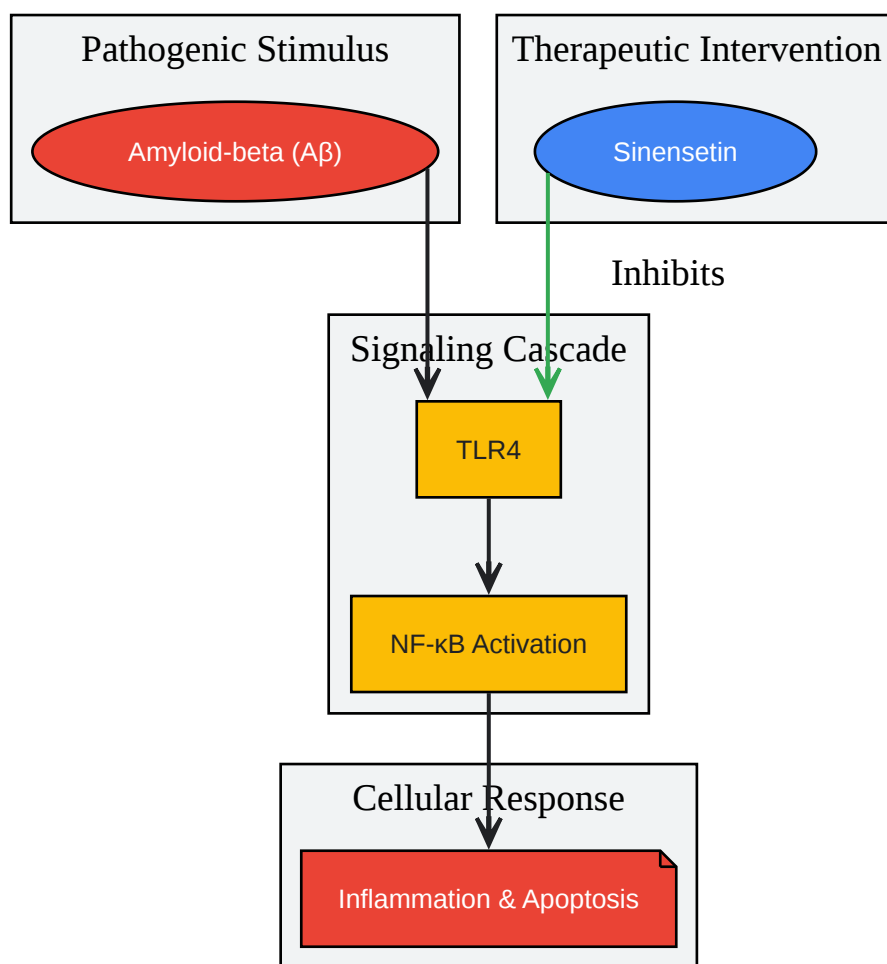 Pathogenic Stimulus
Therapeutic Intervention
Amyloid-beta (Aβ)
Sinensetin
Inhibits
Signaling Cascade
TLR4
NF-κB Activation
Cellular Response
Inflammation & Apoptosis